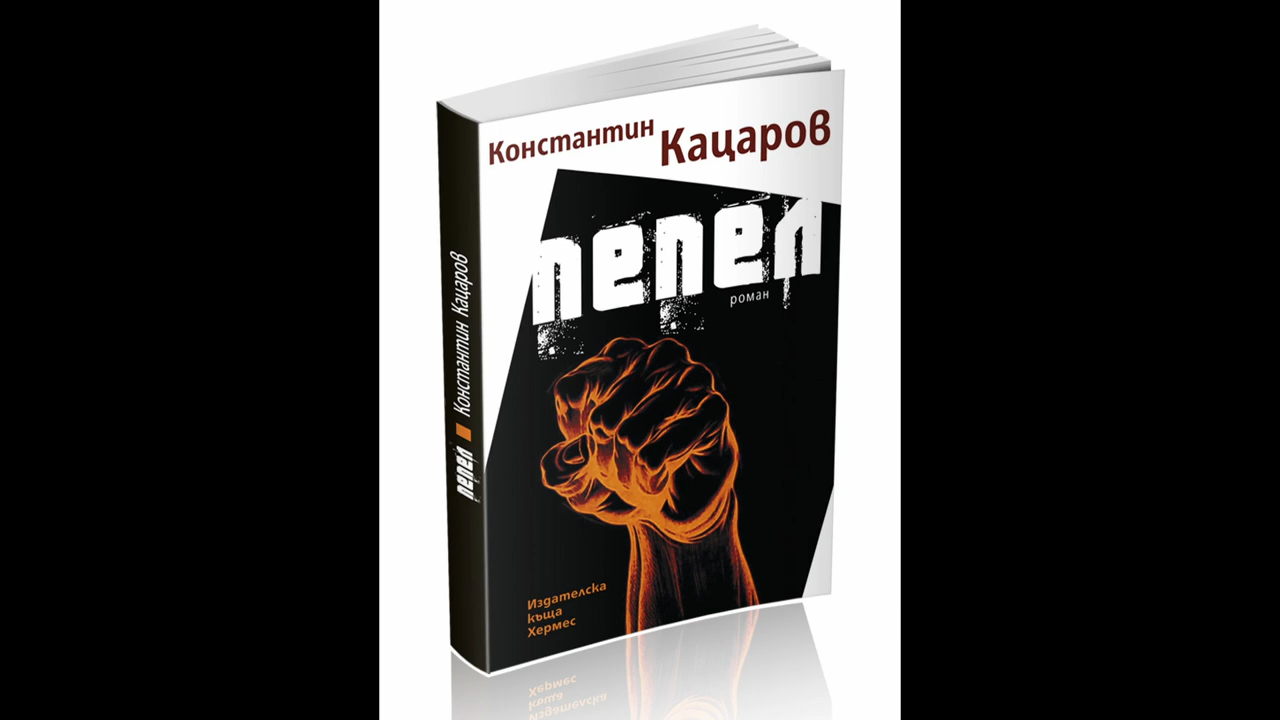 Константин Кацаров
пепел
роман
Издателска
къща
Хермес
пепел Константин Кацаров